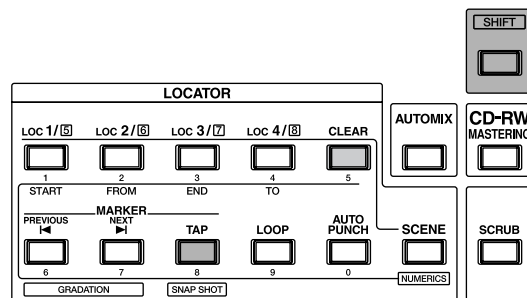 SHIFT
LOCATOR
LOC 1/5 LOC 2/6 LOC 3/7 LOC 4/8 CLEAR
AUTOMIX
CD-RW
MASTERING
1 2 3 4 5
START FROM END TO
MARKER
PREVIOUS NEXT TAP LOOP AUTO PUNCH SCENE
SCRUB
6 7 8 9 0
NUMERICS
GRADATION SNAP SHOT